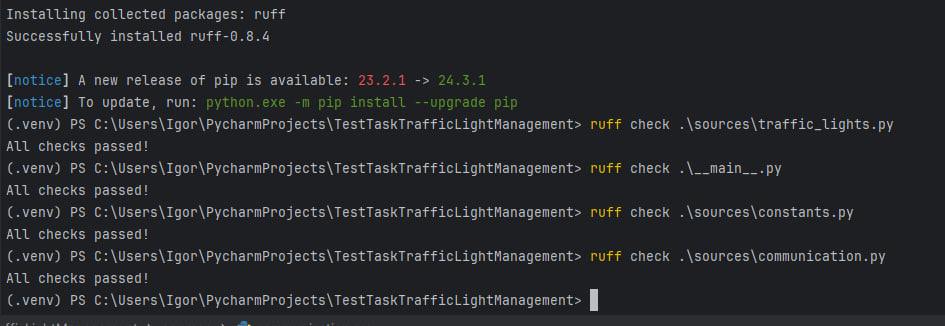 Installing collected packages: ruff
Successfully installed ruff-0.8.4
[notice] A new release of pip is available: 23.2.1 -> 24.3.1
[notice] To update, run: python.exe -m pip install --upgrade pip
(.venv) PS C:\Users\Igor\PycharmProjects\TestTaskTrafficLightManagement> ruff check .\sources\traffic_lights.py
All checks passed!
(.venv) PS C:\Users\Igor\PycharmProjects\TestTaskTrafficLightManagement> ruff check .\__main__.py
All checks passed!
(.venv) PS C:\Users\Igor\PycharmProjects\TestTaskTrafficLightManagement> ruff check .\sources\constants.py
All checks passed!
(.venv) PS C:\Users\Igor\PycharmProjects\TestTaskTrafficLightManagement> ruff check .\sources\communication.py
All checks passed!
(.venv) PS C:\Users\Igor\PycharmProjects\TestTaskTrafficLightManagement>